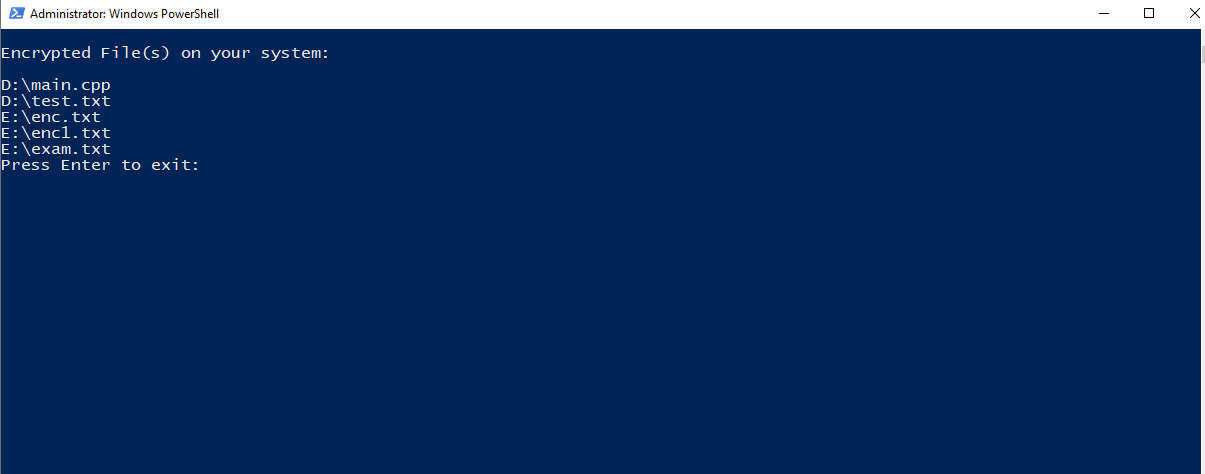 Administrator: Windows PowerShell
Encrypted File(s) on your system:
D:\main.cpp
D:\test.txt
E:\enc.txt
E:\enc1.txt
E:\exam.txt
Press Enter to exit: